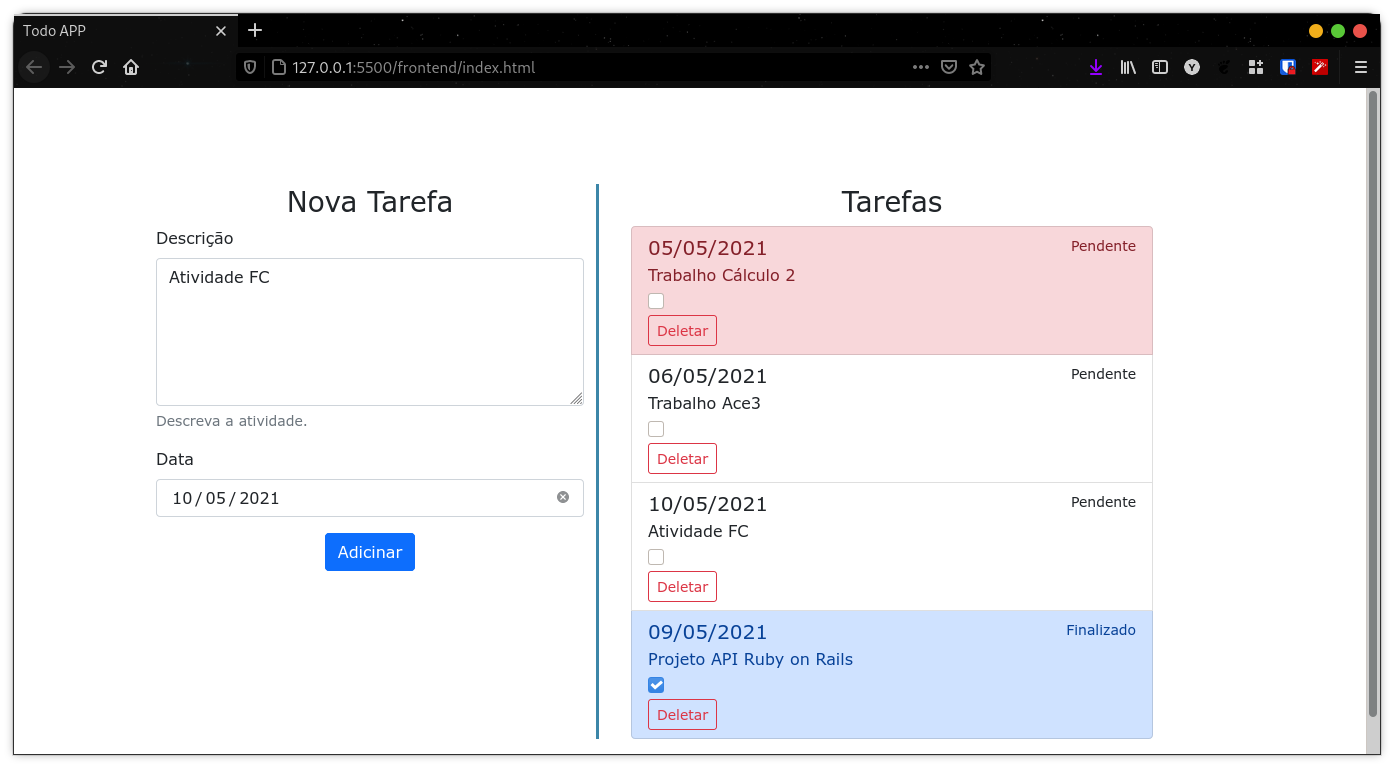 Todo APP
127.0.0.1:5500/frontend/index.html
Y
Nova Tarefa
Descrição
Atividade FC
Descreva a atividade.
Data
10/05/2021
Adicinar
Tarefas
05/05/2021 Pendente
Trabalho Cálculo 2
Deletar
06/05/2021 Pendente
Trabalho Ace3
Deletar
10/05/2021 Pendente
Atividade FC
Deletar
09/05/2021 Finalizado
Projeto API Ruby on Rails
Deletar